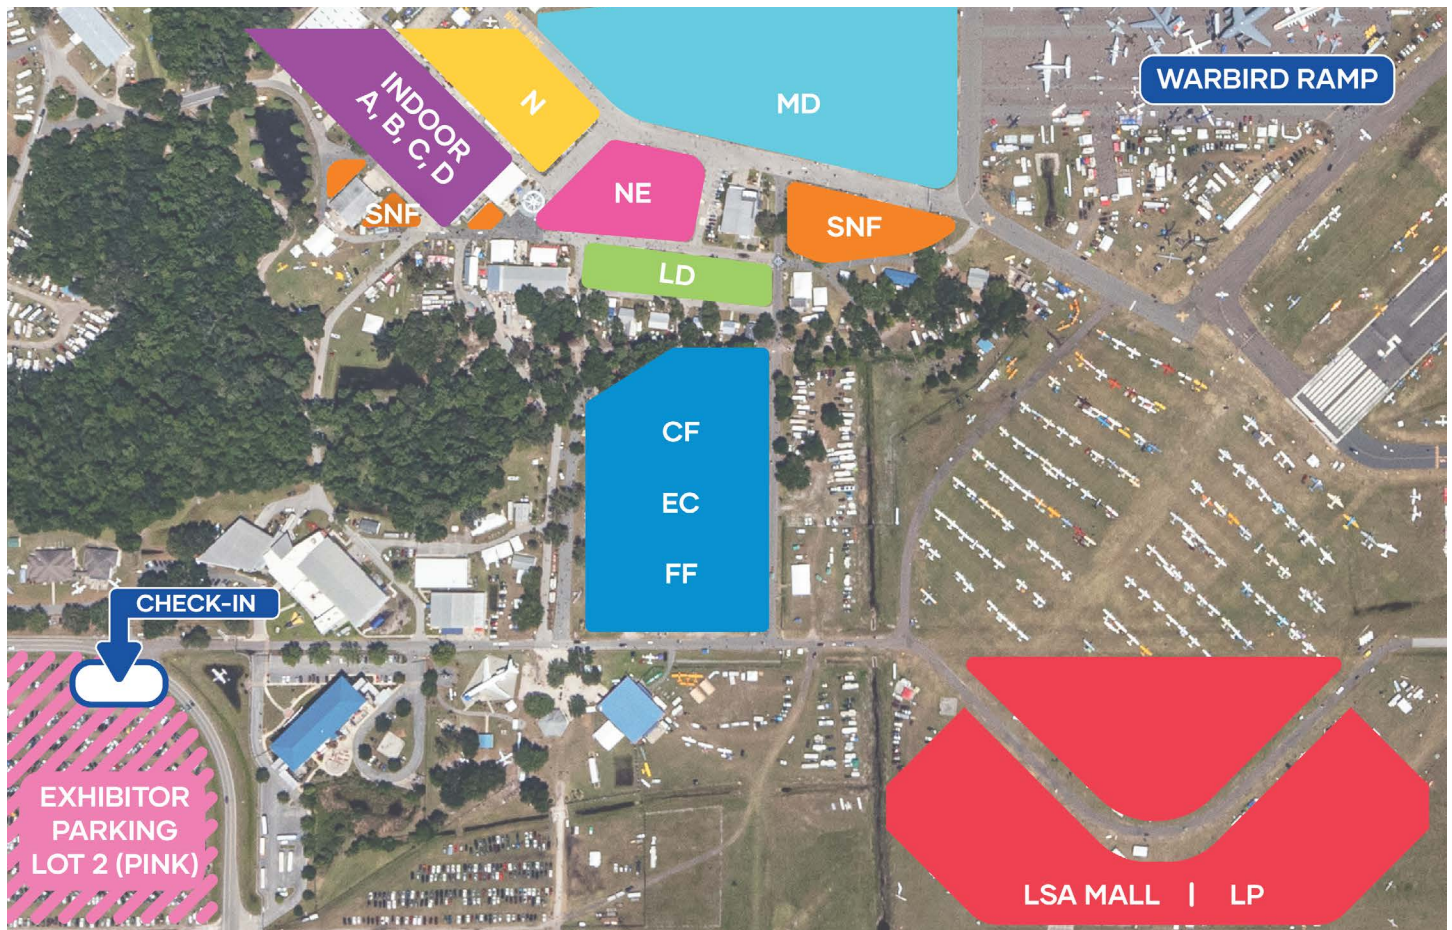 INDOOR
A, B, C, D
N
MD
WARBIRD RAMP
NE
SNF
SNF
LD
CF
EC
FF
CHECK-IN
EXHIBITOR
PARKING
LOT 2 (PINK)
LSA MALL | LP